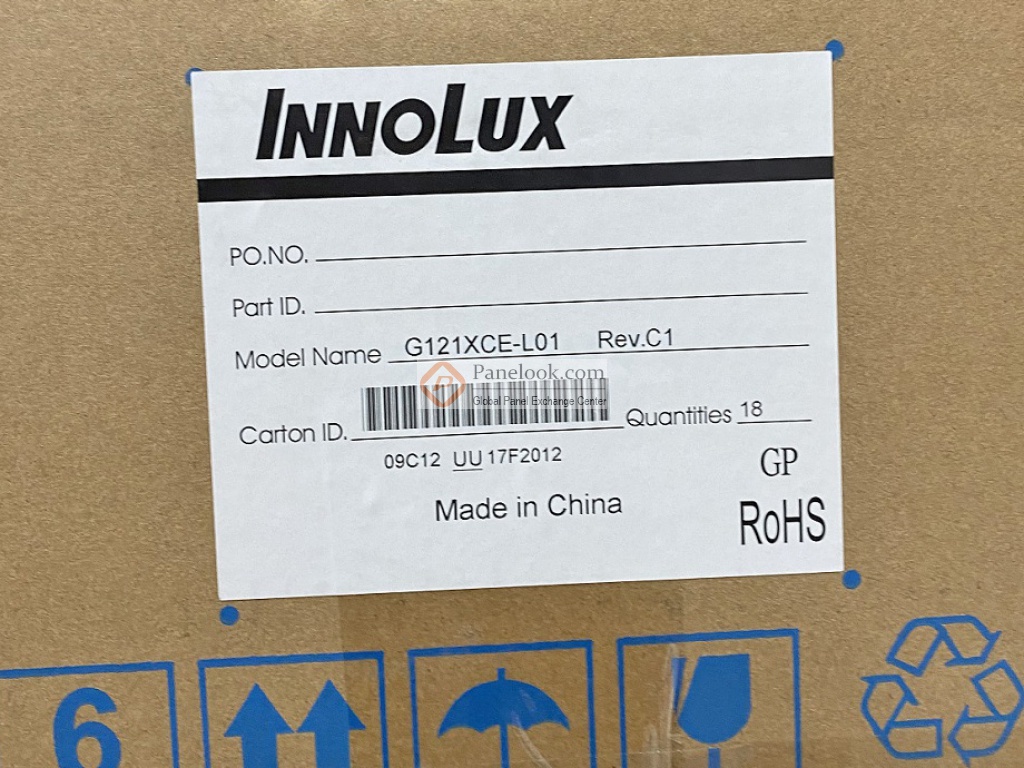 INNOLUX
PO.NO.
Part ID.
Model Name G121XCE-L01 Rev.C1
Panelook.com
Global Panel Exchange Center
Carton ID. Quantities 18
09C12 UU 17F2012
GP
Made in China
RoHS
6